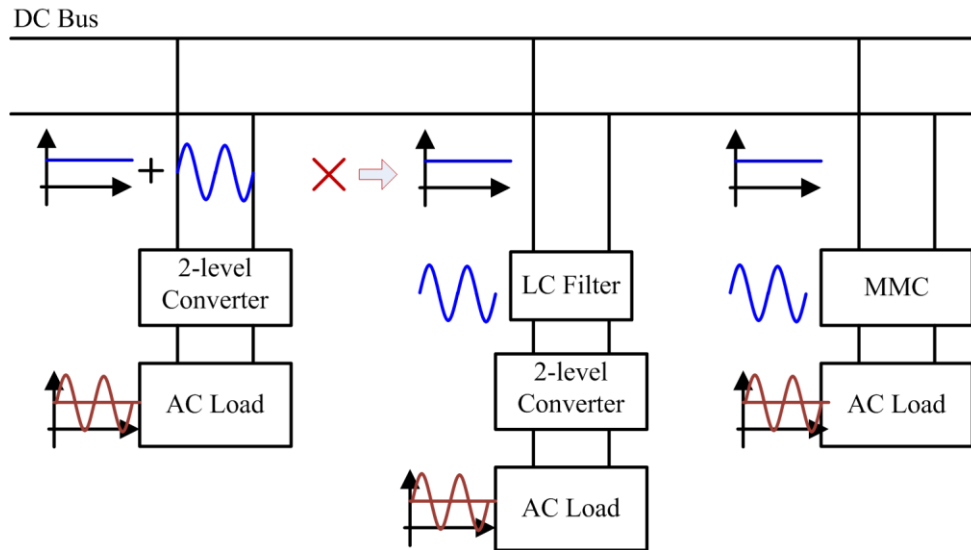 DC Bus
2-level
Converter
AC Load
LC Filter
2-level
Converter
AC Load
MMC
AC Load